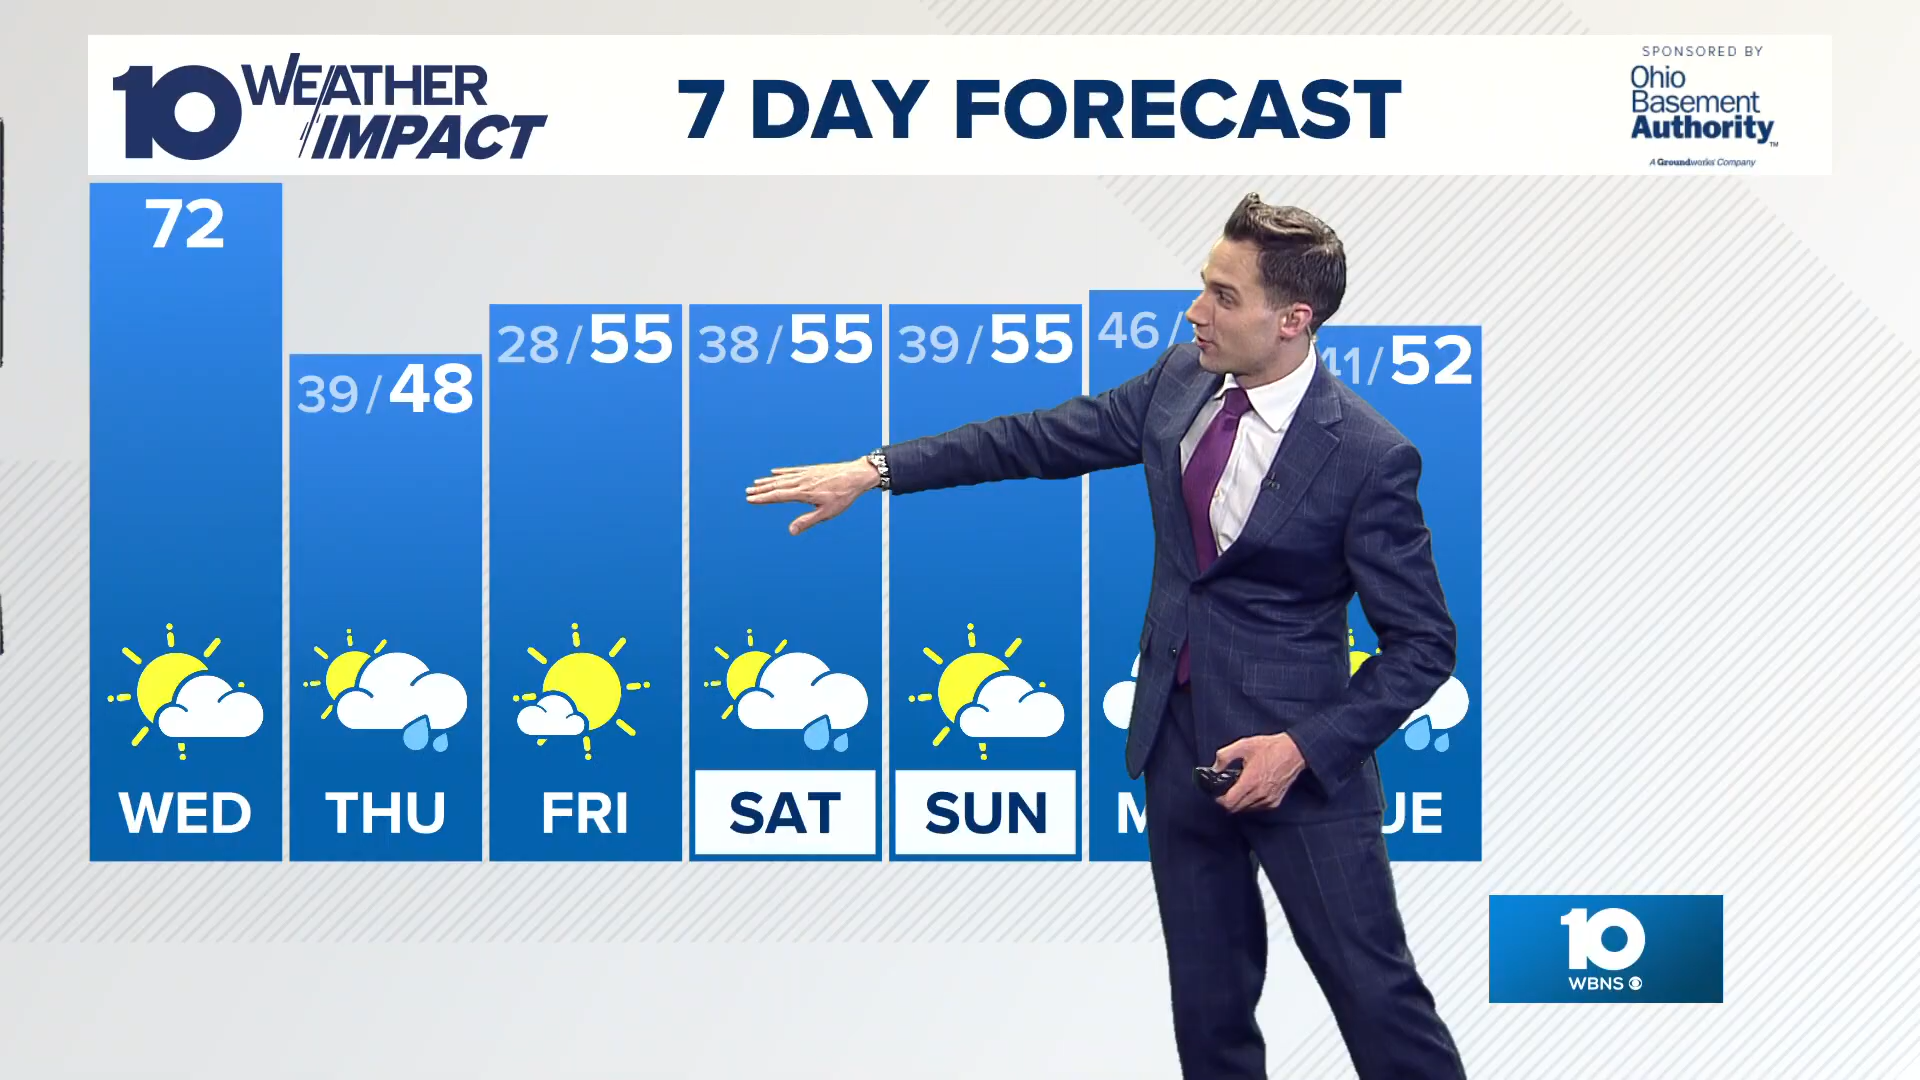 10 WEATHER IMPACT
7 DAY FORECAST
SPONSORED BY
Ohio
Basement
Authority™
A Groundworks Company
72
39/48
28/55
38/55
39/55
46/
41/52
WED
THU
FRI
SAT
SUN
M
UE
10
WBNS